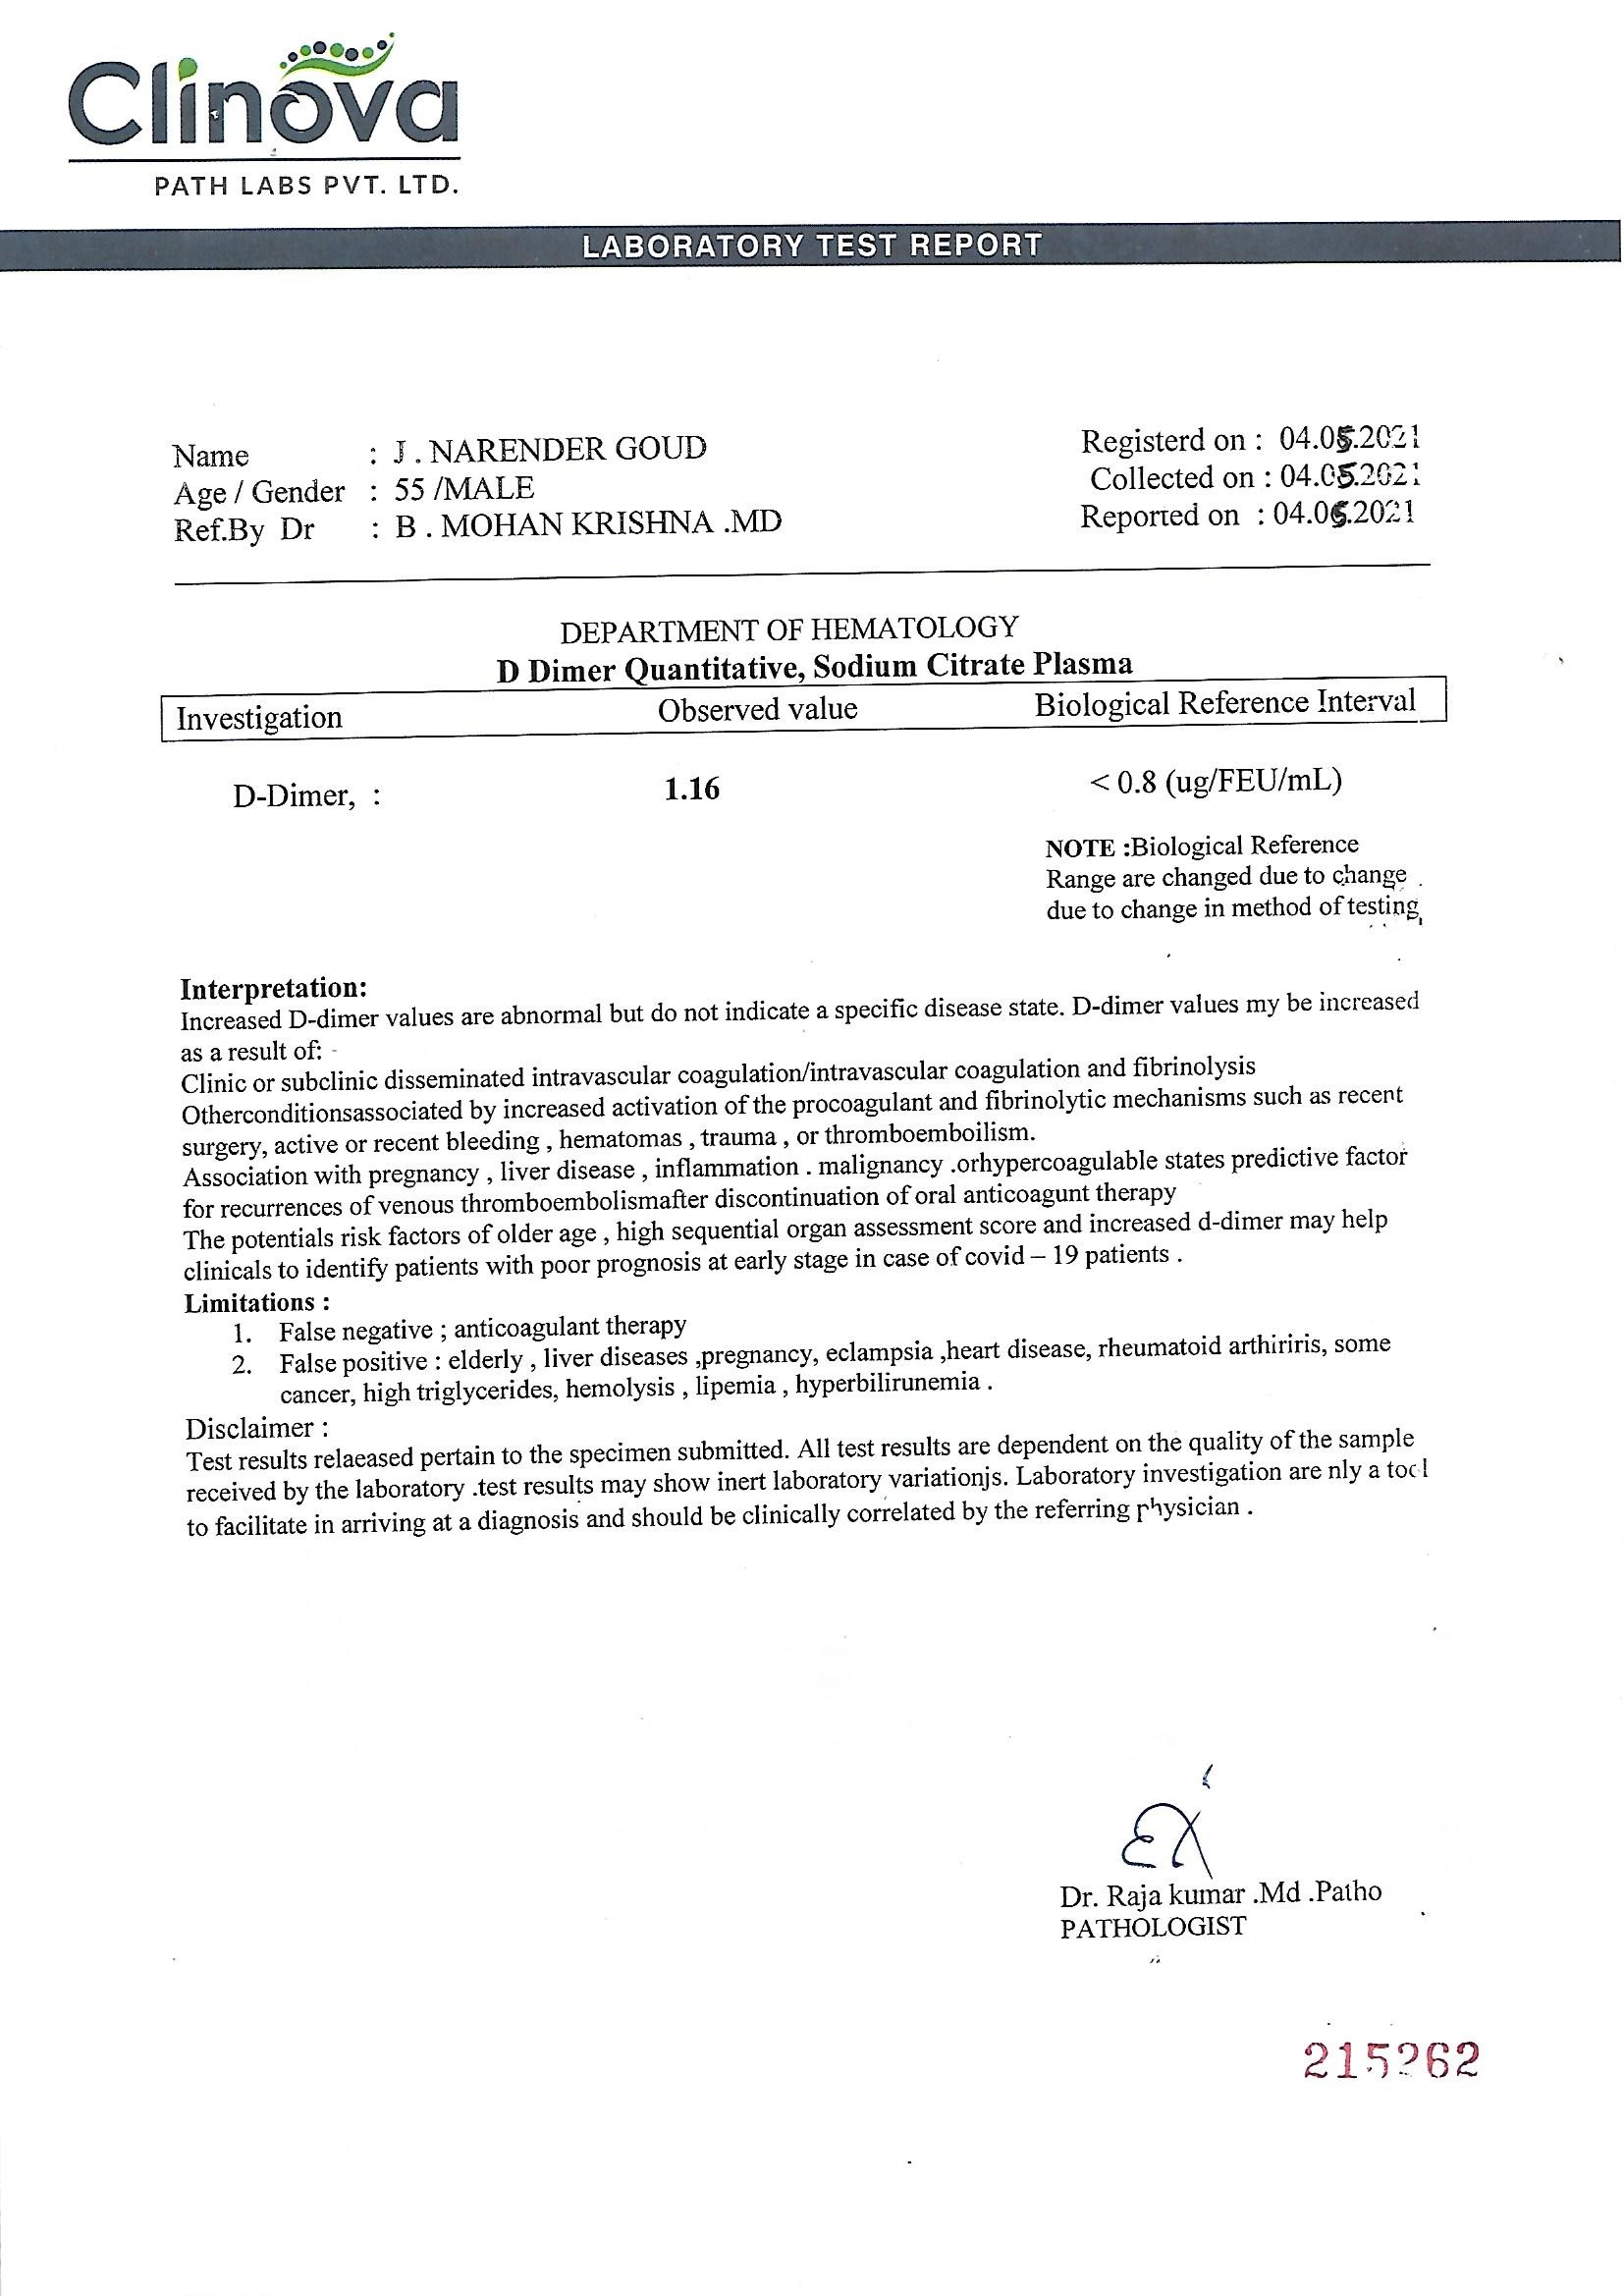 Clinova
PATH LABS PVT. LTD.
LABORATORY TEST REPORT
Name : J . NARENDER GOUD
Age / Gender : 55 /MALE
Ref.By Dr : B . MOHAN KRISHNA .MD
Registerd on : 04.05.2021
Collected on : 04.05.2021
Reported on : 04.05.2021
DEPARTMENT OF HEMATOLOGY
D Dimer Quantitative, Sodium Citrate Plasma
Investigation Observed value Biological Reference Interval
D-Dimer, : 1.16 < 0.8 (ug/FEU/mL)
NOTE :Biological Reference
Range are changed due to change
due to change in method of testing
Interpretation:
Increased D-dimer values are abnormal but do not indicate a specific disease state. D-dimer values my be increased
as a result of: -
Clinic or subclinic disseminated intravascular coagulation/intravascular coagulation and fibrinolysis
Otherconditionsassociated by increased activation of the procoagulant and fibrinolytic mechanisms such as recent
surgery, active or recent bleeding , hematomas , trauma , or thromboemboilism.
Association with pregnancy , liver disease , inflammation . malignancy .orhypercoagulable states predictive factor
for recurrences of venous thromboembolismafter discontinuation of oral anticoagunt therapy
The potentials risk factors of older age , high sequential organ assessment score and increased d-dimer may help
clinicals to identify patients with poor prognosis at early stage in case of covid – 19 patients .
Limitations :
1. False negative ; anticoagulant therapy
2. False positive : elderly , liver diseases ,pregnancy, eclampsia ,heart disease, rheumatoid arthiriris, some
cancer, high triglycerides, hemolysis , lipemia , hyperbilirunemia .
Disclaimer :
Test results relaeased pertain to the specimen submitted. All test results are dependent on the quality of the sample
received by the laboratory .test results may show inert laboratory variationjs. Laboratory investigation are nly a tool
to facilitate in arriving at a diagnosis and should be clinically correlated by the referring physician .
Dr. Raja kumar .Md .Patho
PATHOLOGIST